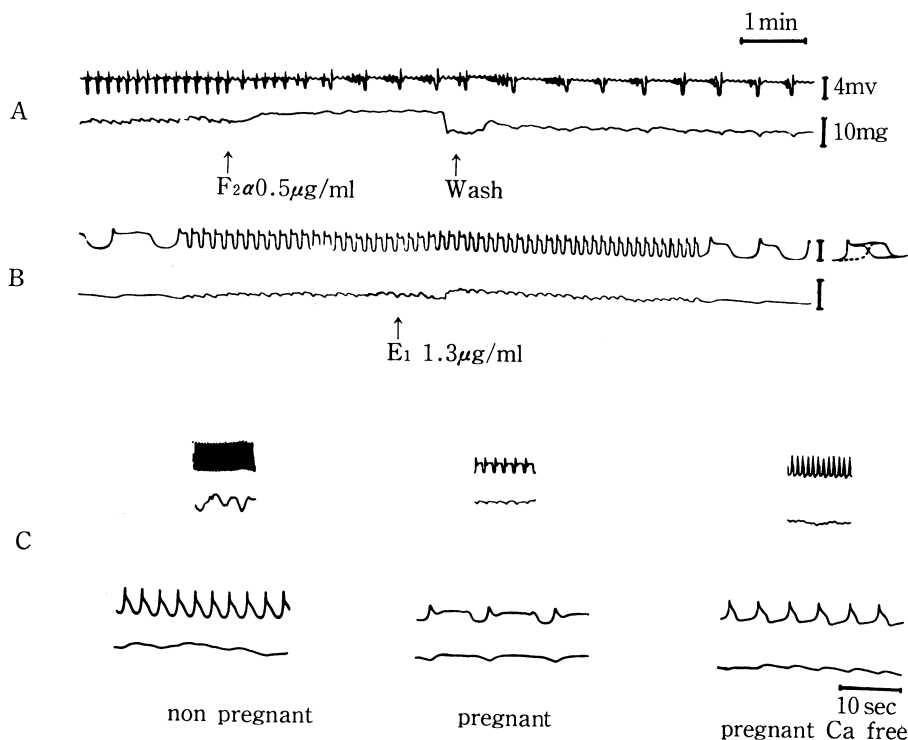 1 min
A
4mv
10mg
↑ ↑
F₂α0.5μg/ml Wash
B
↑
E₁ 1.3μg/ml
C
10 sec
non pregnant pregnant pregnant Ca free